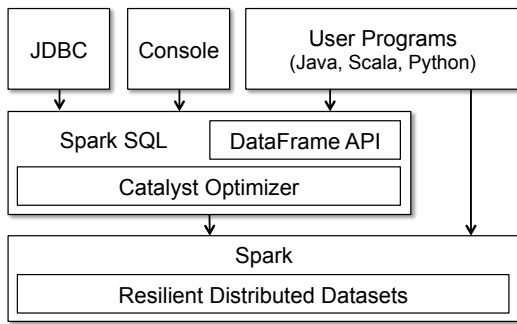 JDBC
Console
User Programs
(Java, Scala, Python)
Spark SQL
DataFrame API
Catalyst Optimizer
Spark
Resilient Distributed Datasets